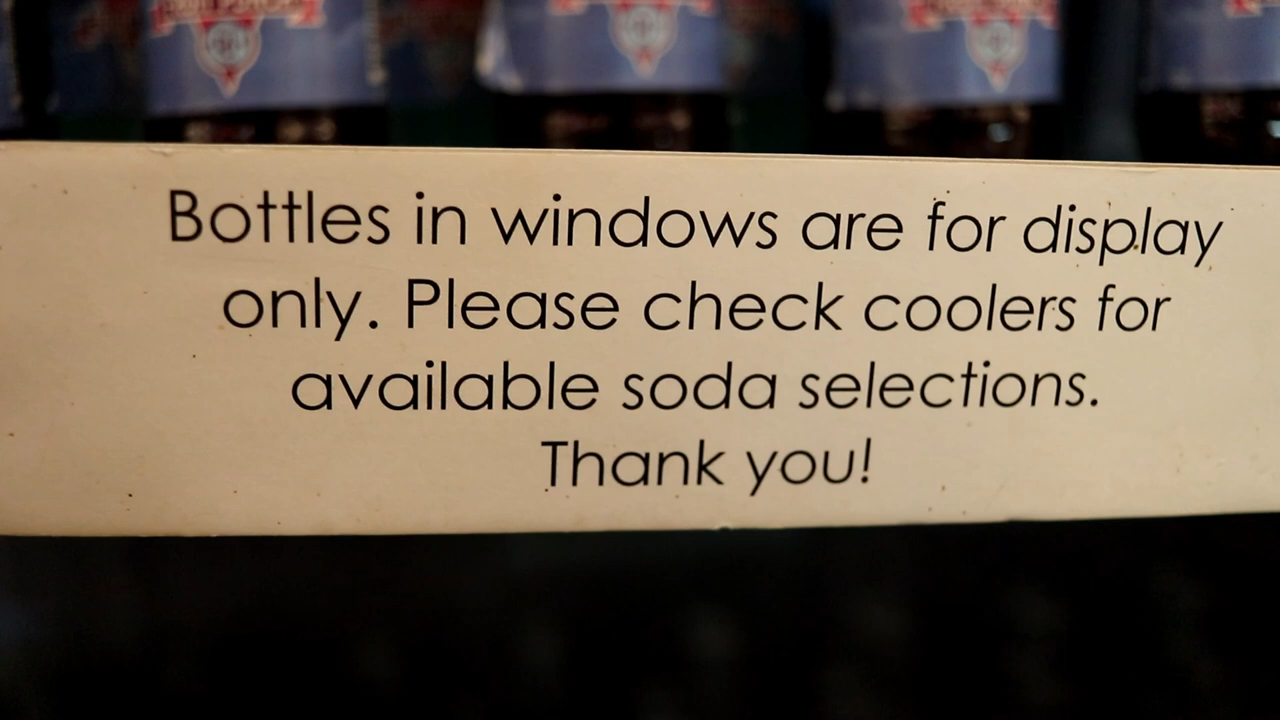 Bottles in windows are for display
only. Please check coolers for
available soda selections.
Thank you!